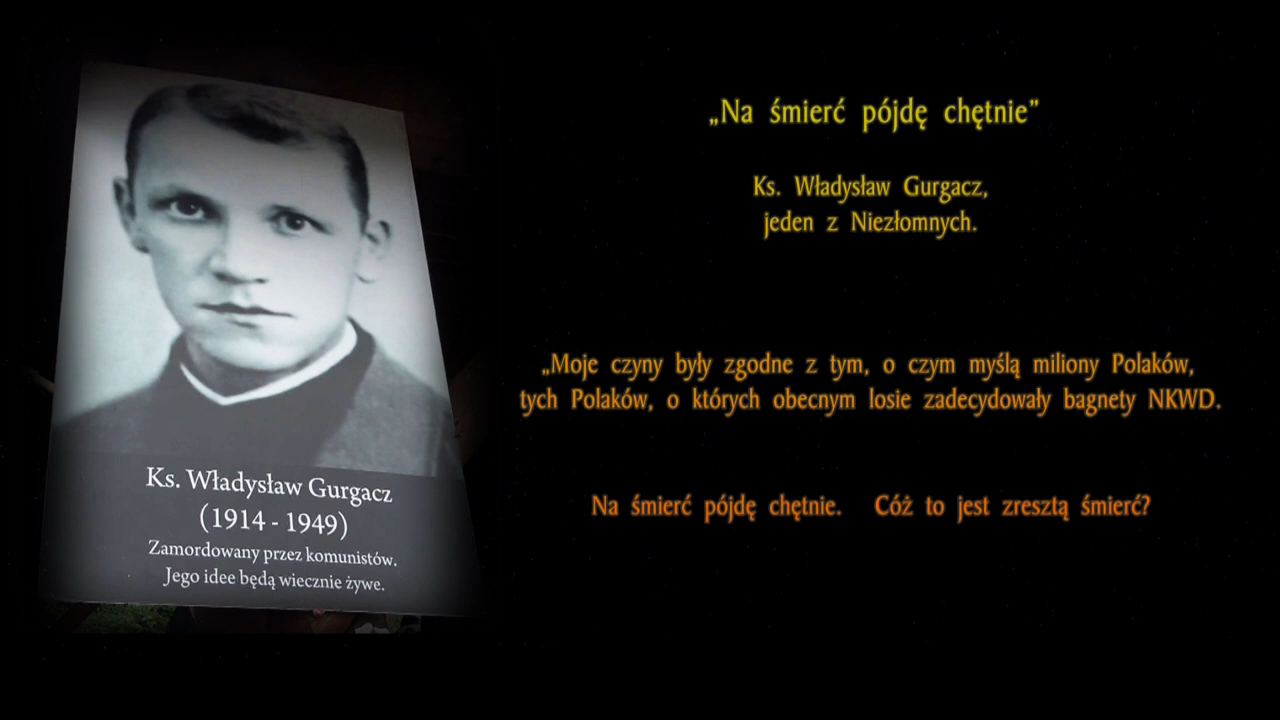 „Na śmierć pójdę chętnie”
Ks. Władysław Gurgacz,
jeden z Niezłomnych.
„Moje czyny były zgodne z tym, o czym myślą miliony Polaków,
tych Polaków, o których obecnym losie zadecydowały bagnety NKWD.
Na śmierć pójdę chętnie. Cóż to jest zresztą śmierć?
Ks. Władysław Gurgacz
(1914 - 1949)
Zamordowany przez komunistów.
Jego idee będą wiecznie żywe.